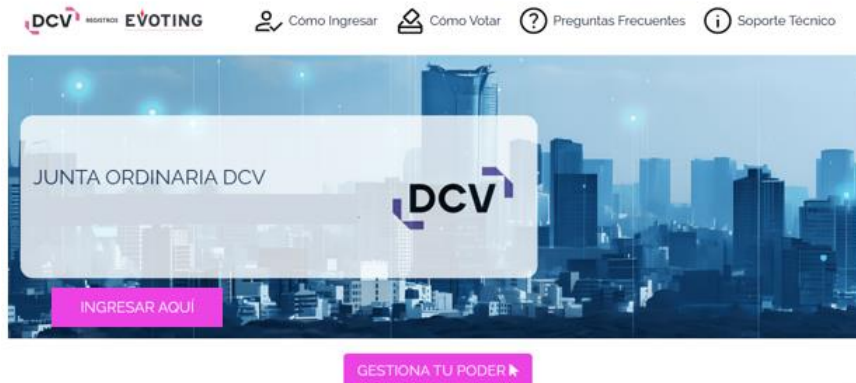 DCV REGISTROS EVOTING
Cómo Ingresar
Cómo Votar
Preguntas Frecuentes
Soporte Técnico
JUNTA ORDINARIA DCV
DCV
INGRESAR AQUÍ
GESTIONA TU PODER